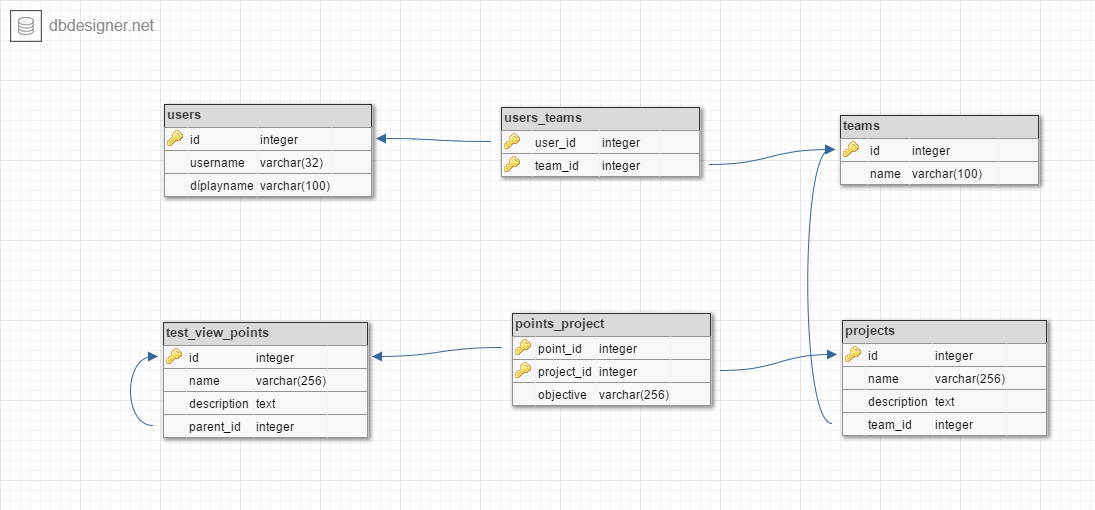 dbdesigner.net
users
id integer
username varchar(32)
díplayname varchar(100)
users_teams
user_id integer
team_id integer
teams
id integer
name varchar(100)
test_view_points
id integer
name varchar(256)
description text
parent_id integer
points_project
point_id integer
project_id integer
objective varchar(256)
projects
id integer
name varchar(256)
description text
team_id integer